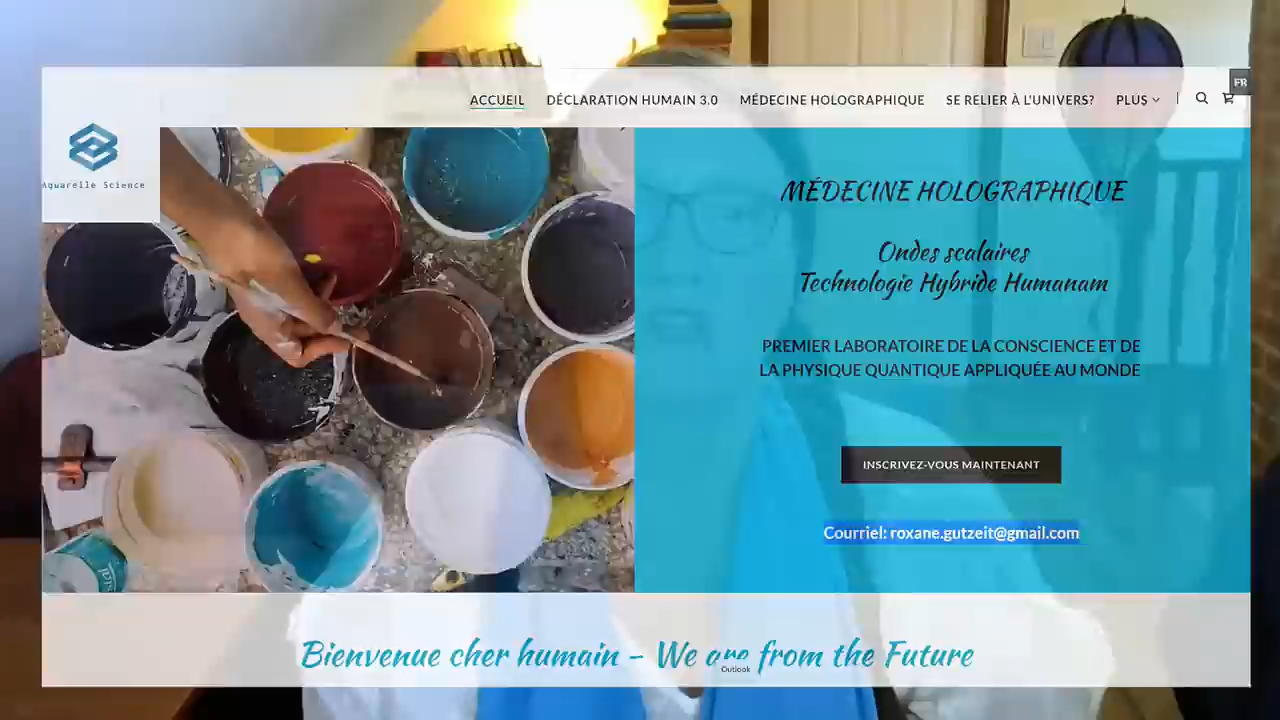 FR
ACCUEIL DÉCLARATION HUMAIN 3.0 MÉDECINE HOLOGRAPHIQUE SE RELIER À L'UNIVERS? PLUS
Aquarelle Science
MÉDECINE HOLOGRAPHIQUE
Ondes scalaires
Technologie Hybride Humanam
PREMIER LABORATOIRE DE LA CONSCIENCE ET DE
LA PHYSIQUE QUANTIQUE APPLIQUÉE AU MONDE
INSCRIVEZ-VOUS MAINTENANT
Courriel: roxane.gutzeit@gmail.com
Bienvenue cher humain - We are from the Future
Outlook